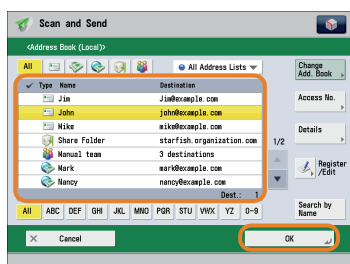 Scan and Send
<Address Book (Local)>
All
All Address Lists
Change
Add. Book
Type Name Destination
Jim Jim@example.com
John john@example.com
Mike mike@example.com
Share Folder starfish.organization.com
Manual team 3 destinations
Mark mark@example.com
Nancy nancy@example.com
Dest.: 1
1/2
Access No.
Details
Register
/Edit
All ABC DEF GHI JKL MNO PQR STU VWX YZ 0-9
Search by
Name
Cancel
OK